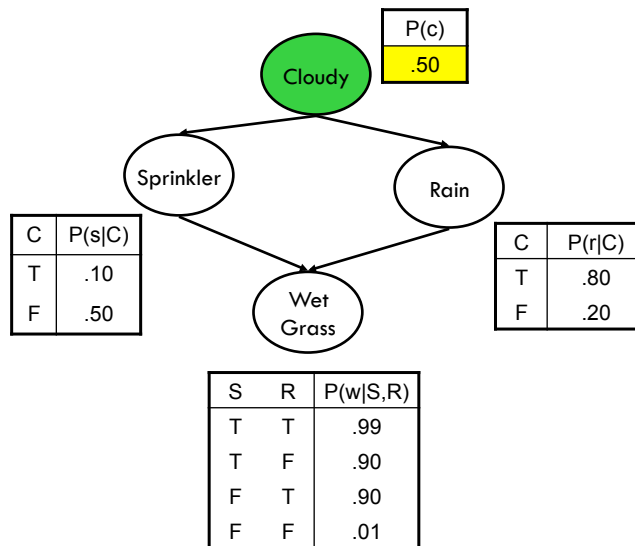 P(c)
.50
Cloudy
Sprinkler
Rain
C P(s|C)
T .10
F .50
C P(r|C)
T .80
F .20
Wet
Grass
S R P(w|S,R)
T T .99
T F .90
F T .90
F F .01